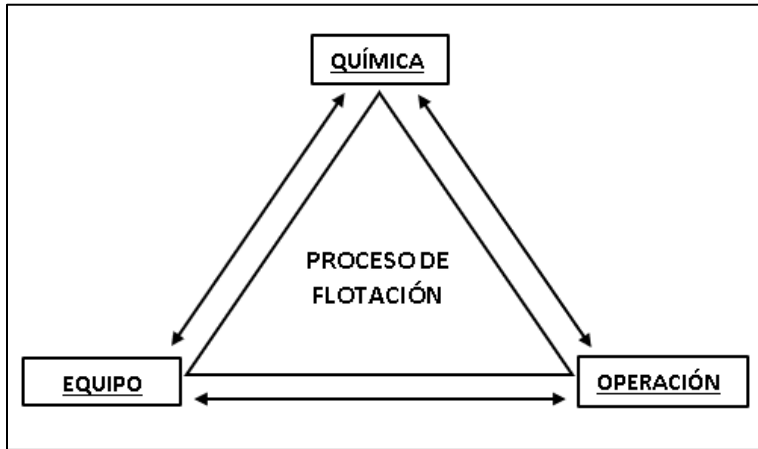 QUÍMICA
PROCESO DE
FLOTACIÓN
EQUIPO
OPERACIÓN